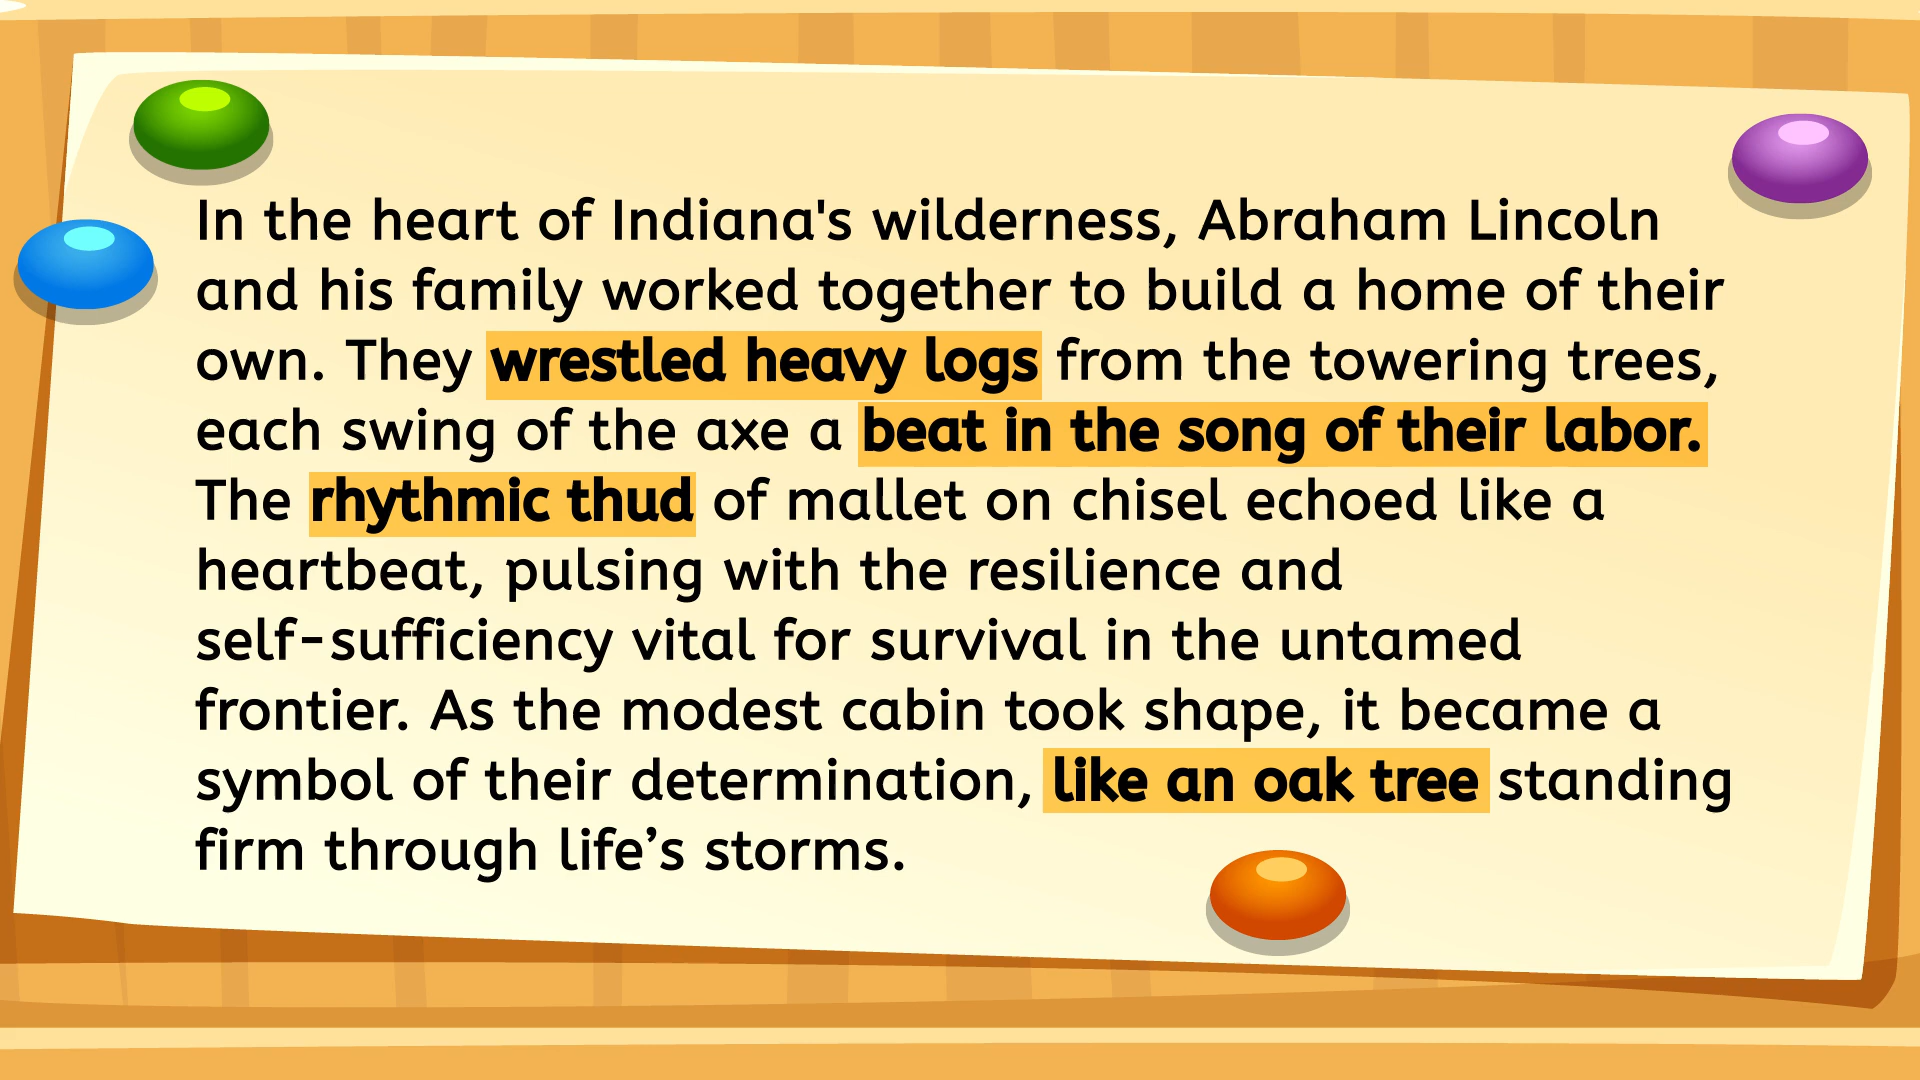 In the heart of Indiana's wilderness, Abraham Lincoln
and his family worked together to build a home of their
own. They wrestled heavy logs from the towering trees,
each swing of the axe a beat in the song of their labor.
The rhythmic thud of mallet on chisel echoed like a
heartbeat, pulsing with the resilience and
self-sufficiency vital for survival in the untamed
frontier. As the modest cabin took shape, it became a
symbol of their determination, like an oak tree standing
firm through life’s storms.